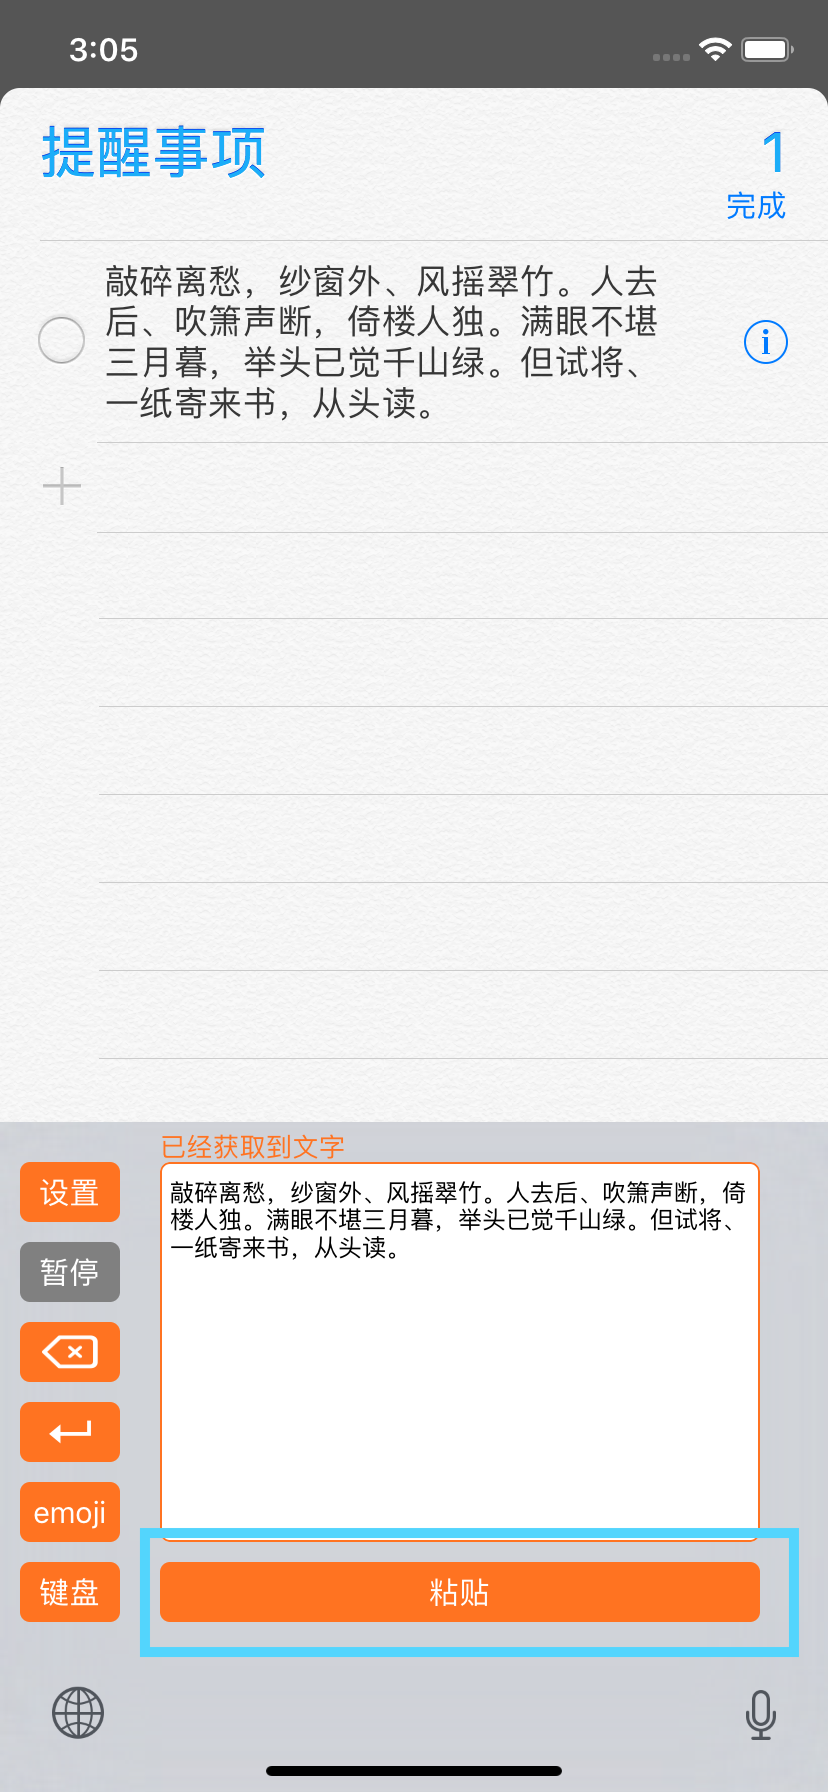 3:05
提醒事项
1
完成
敲碎离愁，纱窗外、风摇翠竹。人去
后、吹箫声断，倚楼人独。满眼不堪
三月暮，举头已觉千山绿。但试将、
一纸寄来书，从头读。
已经获取到文字
设置
敲碎离愁，纱窗外、风摇翠竹。人去后、吹箫声断，倚
楼人独。满眼不堪三月暮，举头已觉千山绿。但试将、
一纸寄来书，从头读。
暂停
emoji
键盘
粘贴